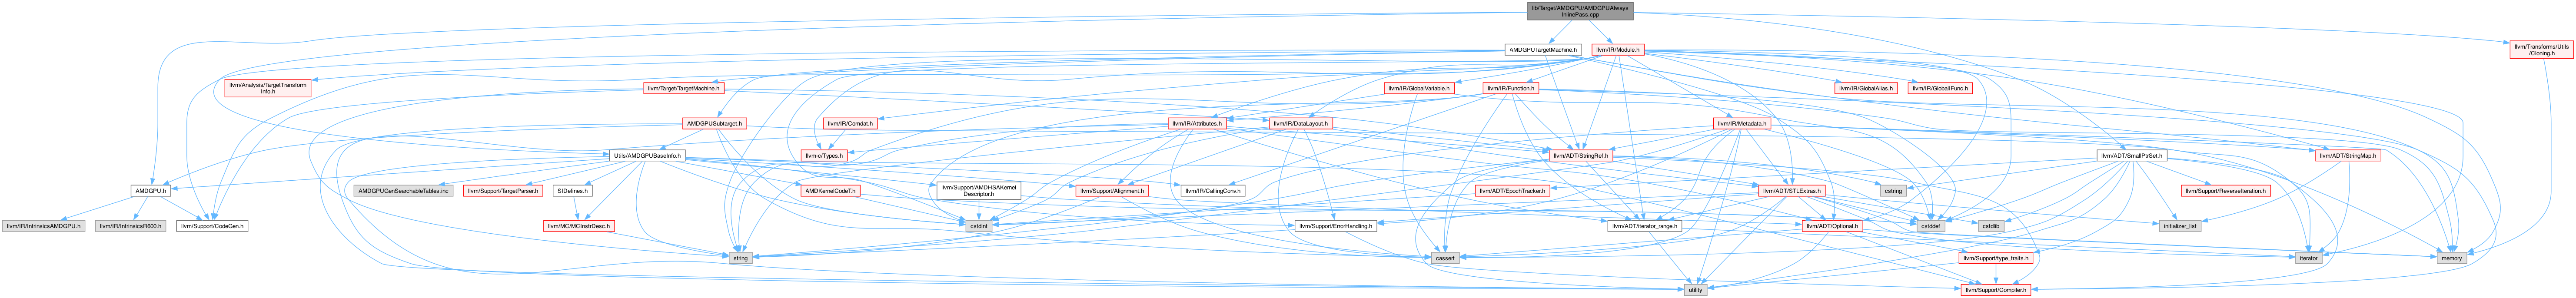 lib/Target/AMDGPU/AMDGPUAlways
InlinePass.cpp
AMDGPUTargetMachine.h
llvm/IR/Module.h
llvm/Transforms/Utils
/Cloning.h
llvm/Analysis/TargetTransform
Info.h
llvm/Target/TargetMachine.h
llvm/IR/GlobalVariable.h
llvm/IR/Function.h
llvm/IR/GlobalAlias.h
llvm/IR/GlobalIFunc.h
AMDGPUSubtarget.h
llvm/IR/Comdat.h
llvm/IR/Attributes.h
llvm/IR/DataLayout.h
llvm/IR/Metadata.h
Utils/AMDGPUBaseInfo.h
llvm-c/Types.h
llvm/ADT/StringRef.h
llvm/ADT/SmallPtrSet.h
llvm/ADT/StringMap.h
AMDGPU.h
AMDGPUGenSearchableTables.inc
llvm/Support/TargetParser.h
SIDefines.h
AMDKernelCodeT.h
llvm/Support/AMDHSAKernel
Descriptor.h
llvm/Support/Alignment.h
llvm/IR/CallingConv.h
llvm/ADT/EpochTracker.h
llvm/ADT/STLExtras.h
cstring
llvm/Support/ReverseIteration.h
llvm/IR/IntrinsicsAMDGPU.h
llvm/IR/IntrinsicsR600.h
llvm/Support/CodeGen.h
llvm/MC/MCInstrDesc.h
cstdint
llvm/Support/ErrorHandling.h
llvm/ADT/iterator_range.h
llvm/ADT/Optional.h
cstddef
cstdlib
initializer_list
string
cassert
llvm/Support/type_traits.h
iterator
memory
utility
llvm/Support/Compiler.h